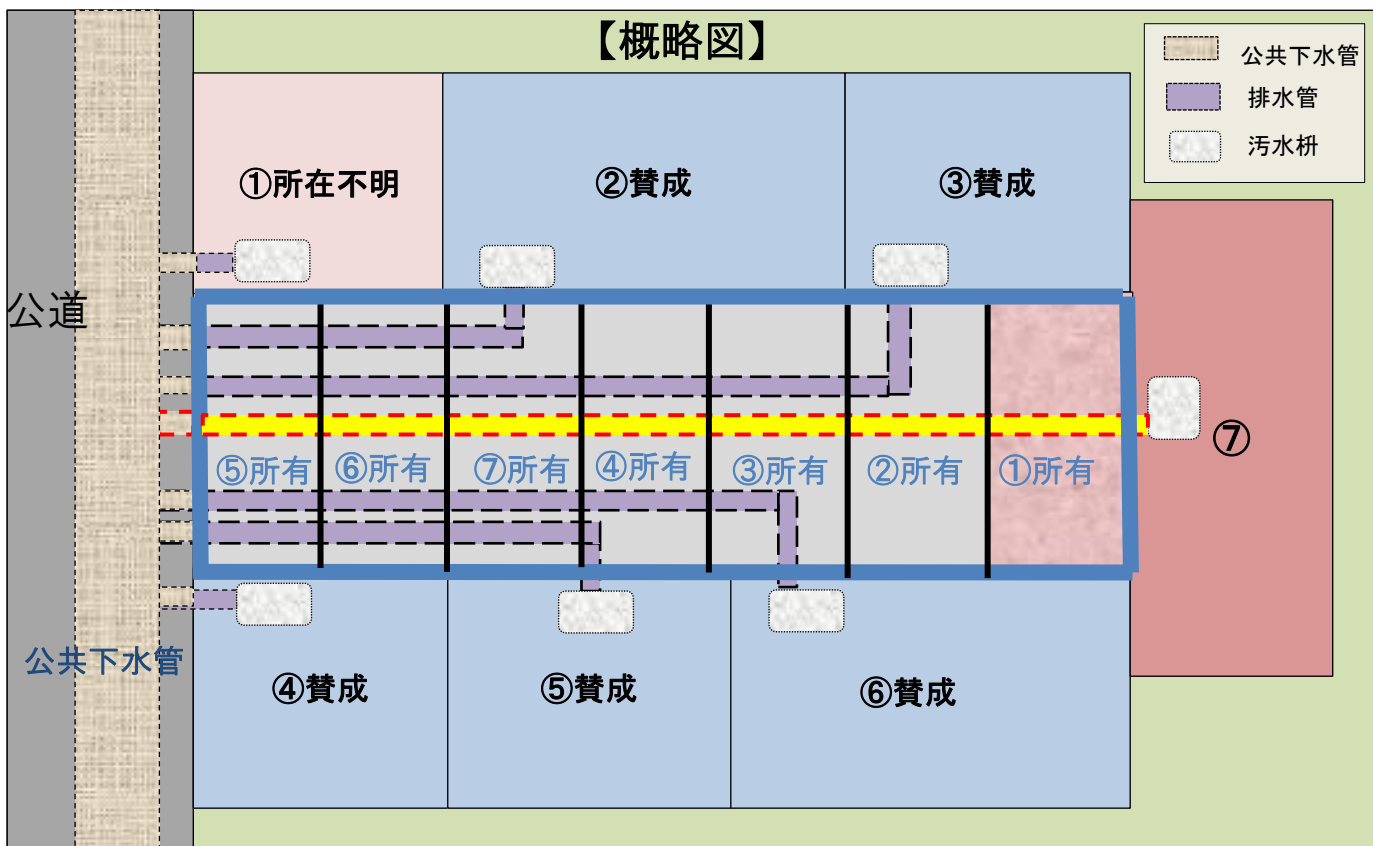 【概略図】
公共下水管
排水管
汚水枡
①所在不明
②賛成
③賛成
公道
⑤所有
⑥所有
⑦所有
④所有
③所有
②所有
①所有
⑦
公共下水管
④賛成
⑤賛成
⑥賛成